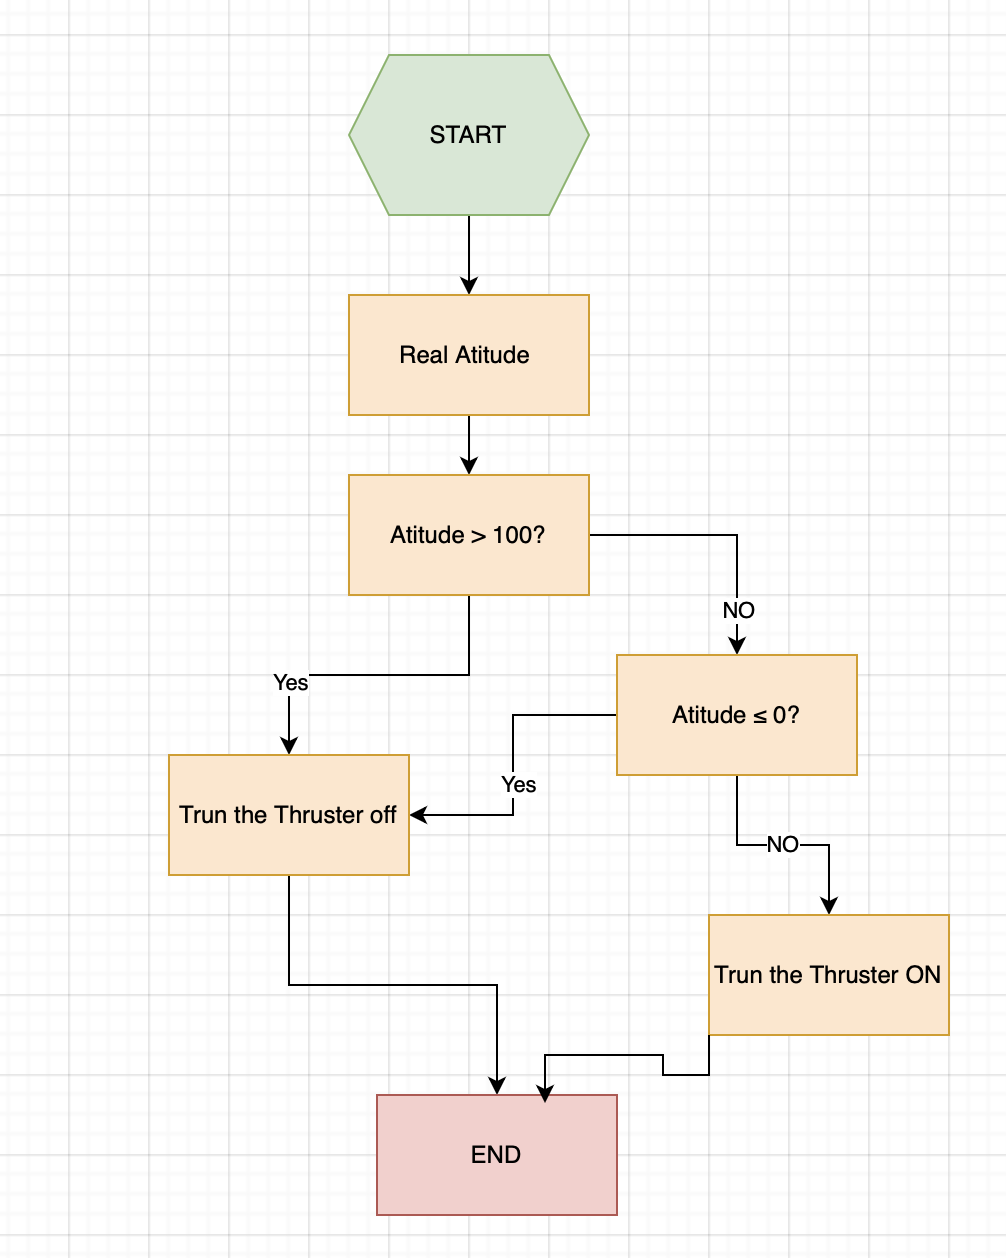 START
Real Atitude
Atitude > 100?
NO
Yes
Atitude ≤ 0?
Yes
Trun the Thruster off
NO
Trun the Thruster ON
END